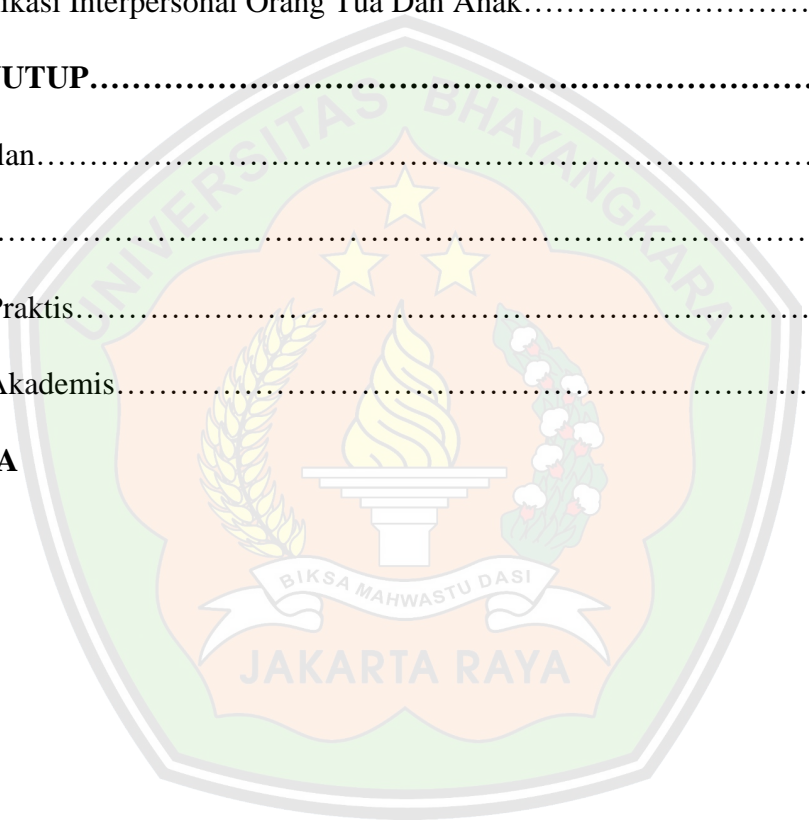 ikasi Interpersonal Orang Tua Dan Anak……………………
UTUP……………………………………………………………
lan………………………………………………………………
……………………………………………………………………
Praktis……………………………………………………………
Akademis…………………………………………………………
A
UNIVERSITAS BHAYANGKARA
BIKSA MAHWASTU DASI
JAKARTA RAYA